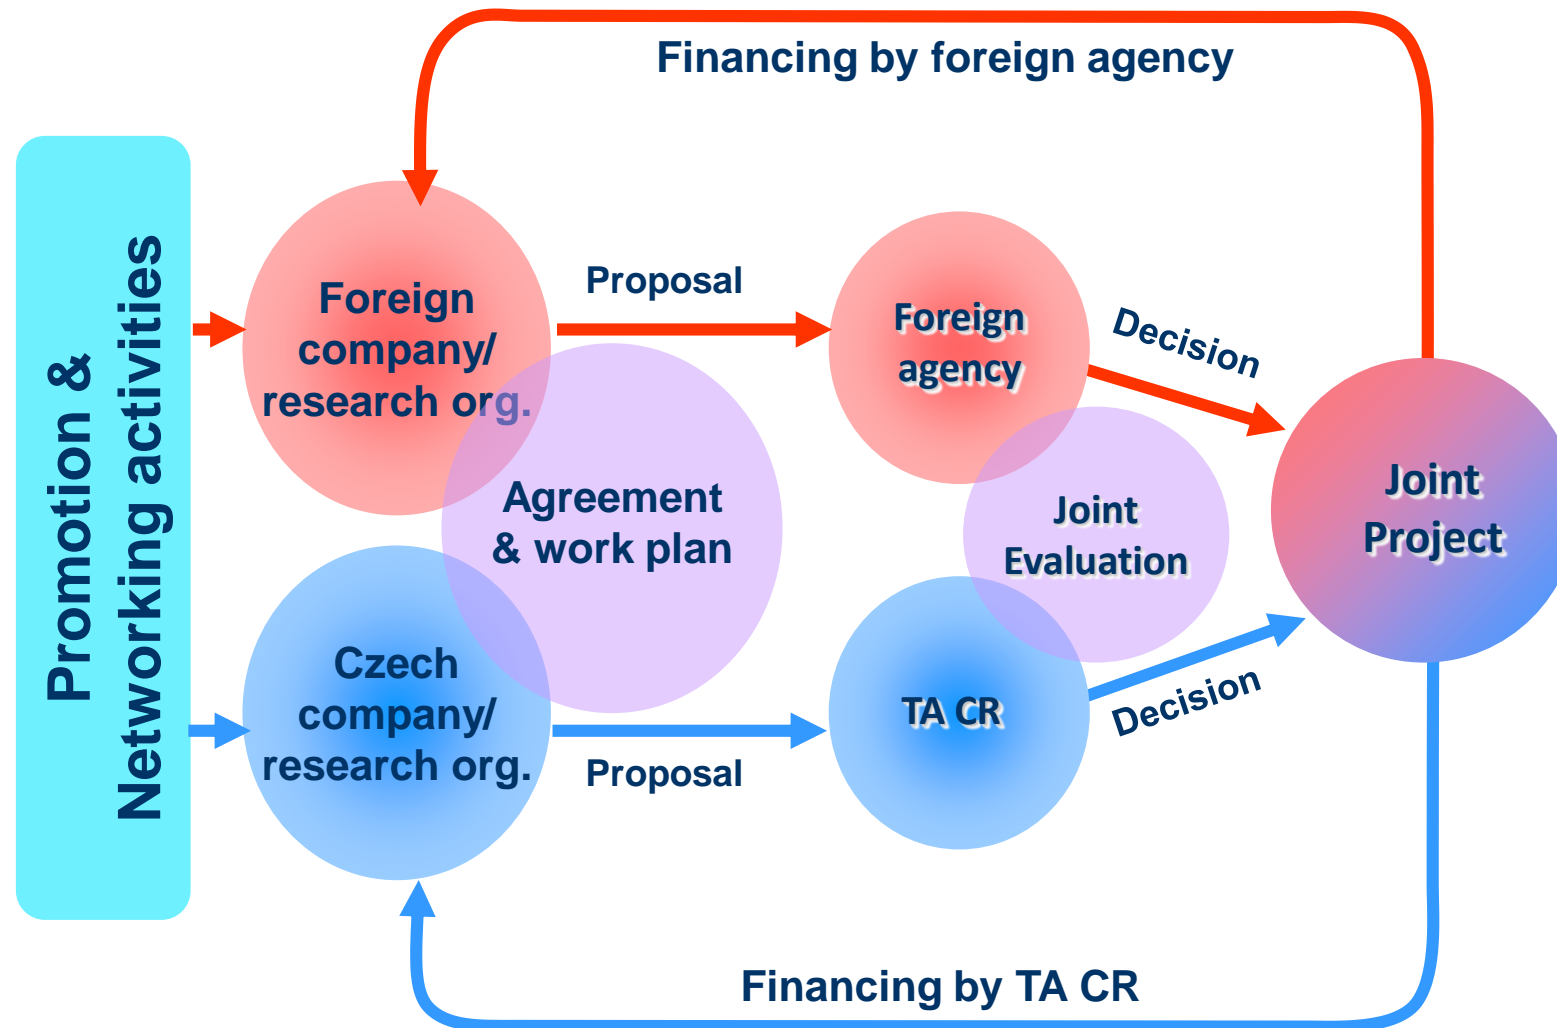 Financing by foreign agency
Promotion &
Networking activities
Foreign
company/
research org.
Proposal
Foreign
agency
Decision
Agreement
& work plan
Joint
Evaluation
Joint
Project
Czech
company/
research org.
Proposal
TA CR
Decision
Financing by TA CR